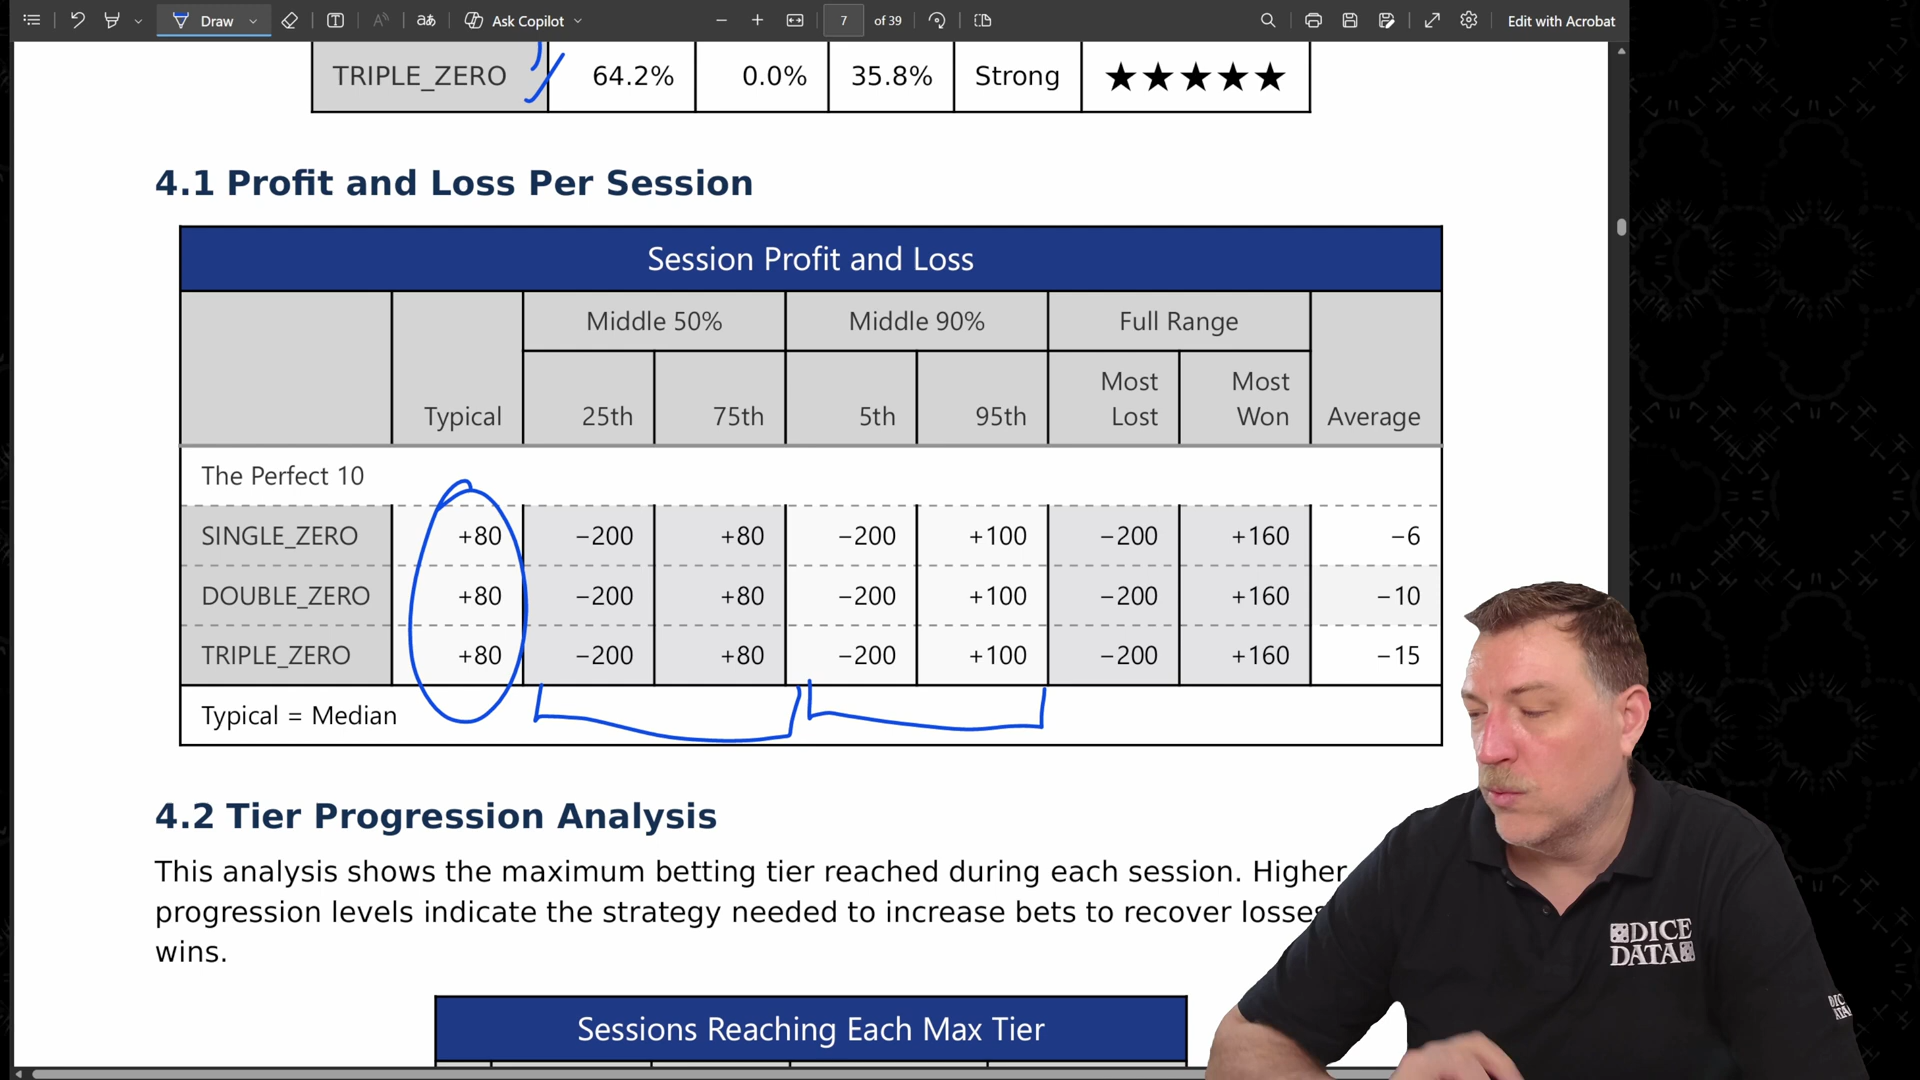 Draw
Ask Copilot
7 of 39
Edit with Acrobat
TRIPLE_ZERO 64.2% 0.0% 35.8% Strong ★★★★★
4.1 Profit and Loss Per Session
Session Profit and Loss
Middle 50% Middle 90% Full Range
Typical 25th 75th 5th 95th Most Lost Most Won Average
The Perfect 10
SINGLE_ZERO +80 −200 +80 −200 +100 −200 +160 −6
DOUBLE_ZERO +80 −200 +80 −200 +100 −200 +160 −10
TRIPLE_ZERO +80 −200 +80 −200 +100 −200 +160 −15
Typical = Median
4.2 Tier Progression Analysis
This analysis shows the maximum betting tier reached during each session. Higher
progression levels indicate the strategy needed to increase bets to recover losses
wins.
Sessions Reaching Each Max Tier
DICE
DATA